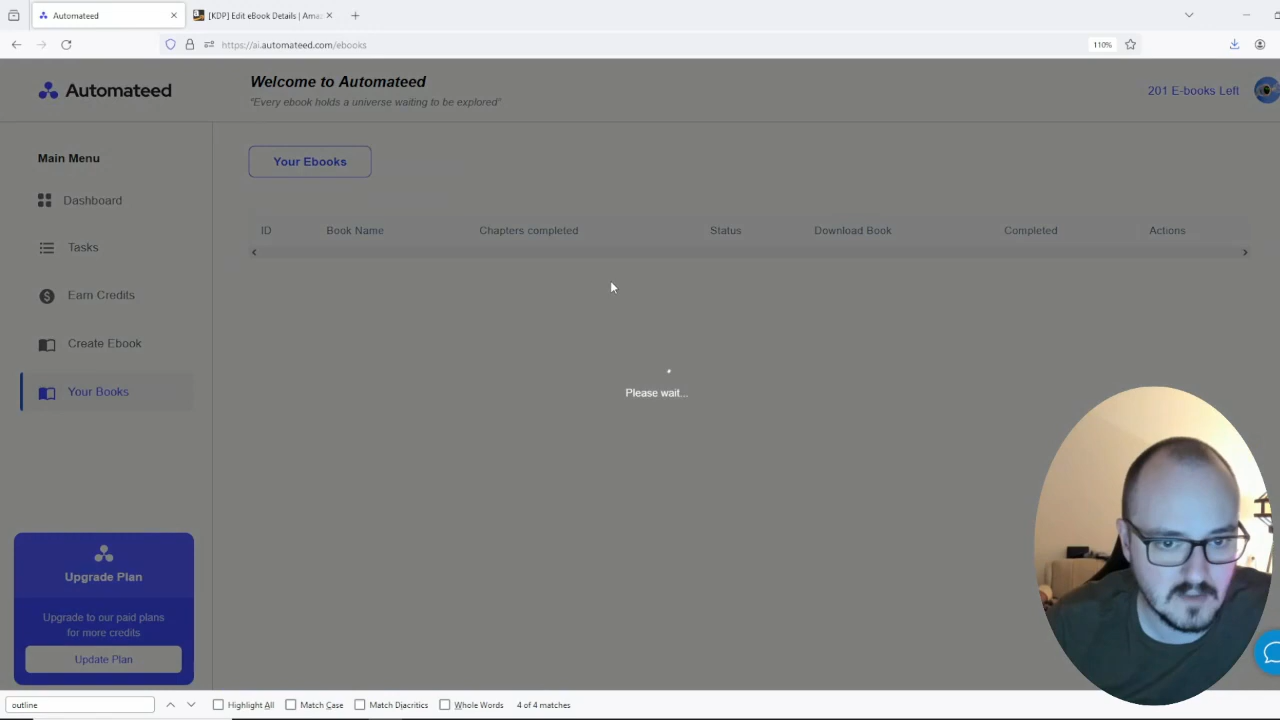 Automateed
[KDP] Edit eBook Details | Ama
https://ai.automateed.com/ebooks
110%
Automateed
Welcome to Automateed
"Every ebook holds a universe waiting to be explored"
201 E-books Left
Main Menu
Your Ebooks
Dashboard
ID Book Name Chapters completed Status Download Book Completed Actions
Tasks
Earn Credits
Create Ebook
Your Books
Please wait...
Upgrade Plan
Upgrade to our paid plans
for more credits
Update Plan
outline Highlight All Match Case Match Diacritics Whole Words 4 of 4 matches